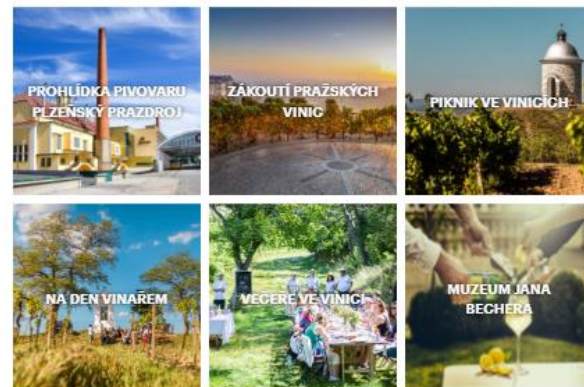 PROHLÍDKA PIVOVARU
PLZEŇSKÝ PRAZDROJ
ZÁKOUTÍ PRAŽSKÝCH
VINIC
PIKNIK VE VINICÍCH
NA DEN VINAŘEM
VEČEŘE VE VINICI
MUZEUM JANA
BECHERA